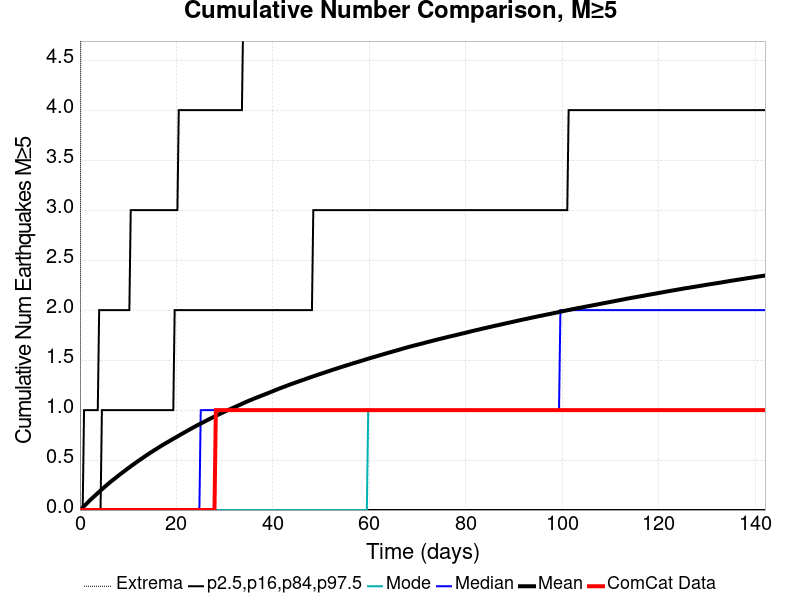 Cumulative Number Comparison, M≥5
Cumulative Num Earthquakes M≥5
4.5
4.0
3.5
3.0
2.5
2.0
1.5
1.0
0.5
0.0
0 20 40 60 80 100 120 140
Time (days)
Extrema p2.5,p16,p84,p97.5 Mode Median Mean ComCat Data